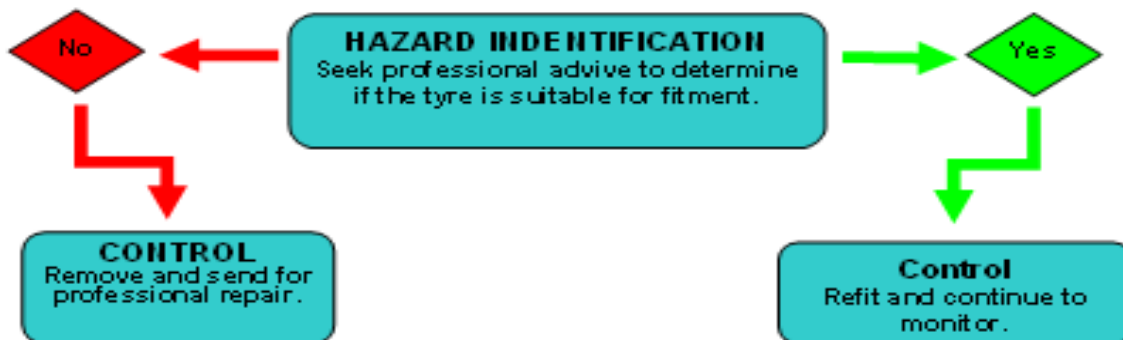 No
HAZARD INDENTIFICATION
Seek professional advive to determine
if the tyre is suitable for fitment.
Yes
CONTROL
Remove and send for
professional repair.
Control
Refit and continue to
monitor.